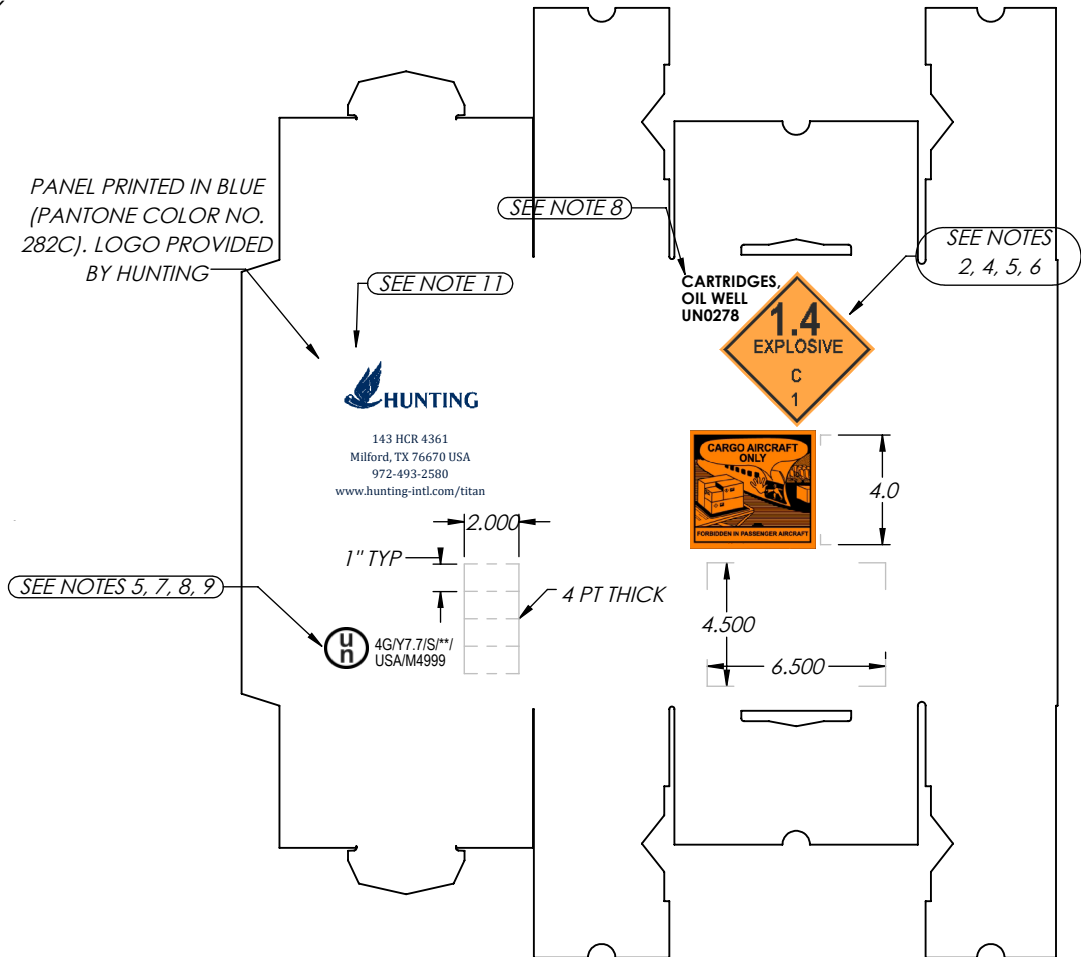 PANEL PRINTED IN BLUE
(PANTONE COLOR NO.
282C). LOGO PROVIDED
BY HUNTING
SEE NOTE 11
SEE NOTE 8
SEE NOTES
2, 4, 5, 6
CARTRIDGES,
OIL WELL
UN0278
1.4
EXPLOSIVE
C
1
HUNTING
143 HCR 4361
Milford, TX 76670 USA
972-493-2580
www.hunting-intl.com/titan
CARGO AIRCRAFT
ONLY
FORBIDDEN IN PASSENGER AIRCRAFT
4.0
2.000
1" TYP
4 PT THICK
SEE NOTES 5, 7, 8, 9
u
n
4G/Y7.7/S/**/
USA/M4999
4.500
6.500